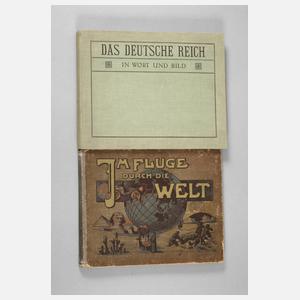 DAS DEUTSCHE REICH
IN WORT UND BILD
IM FLUGE
DURCH DIE
WELT